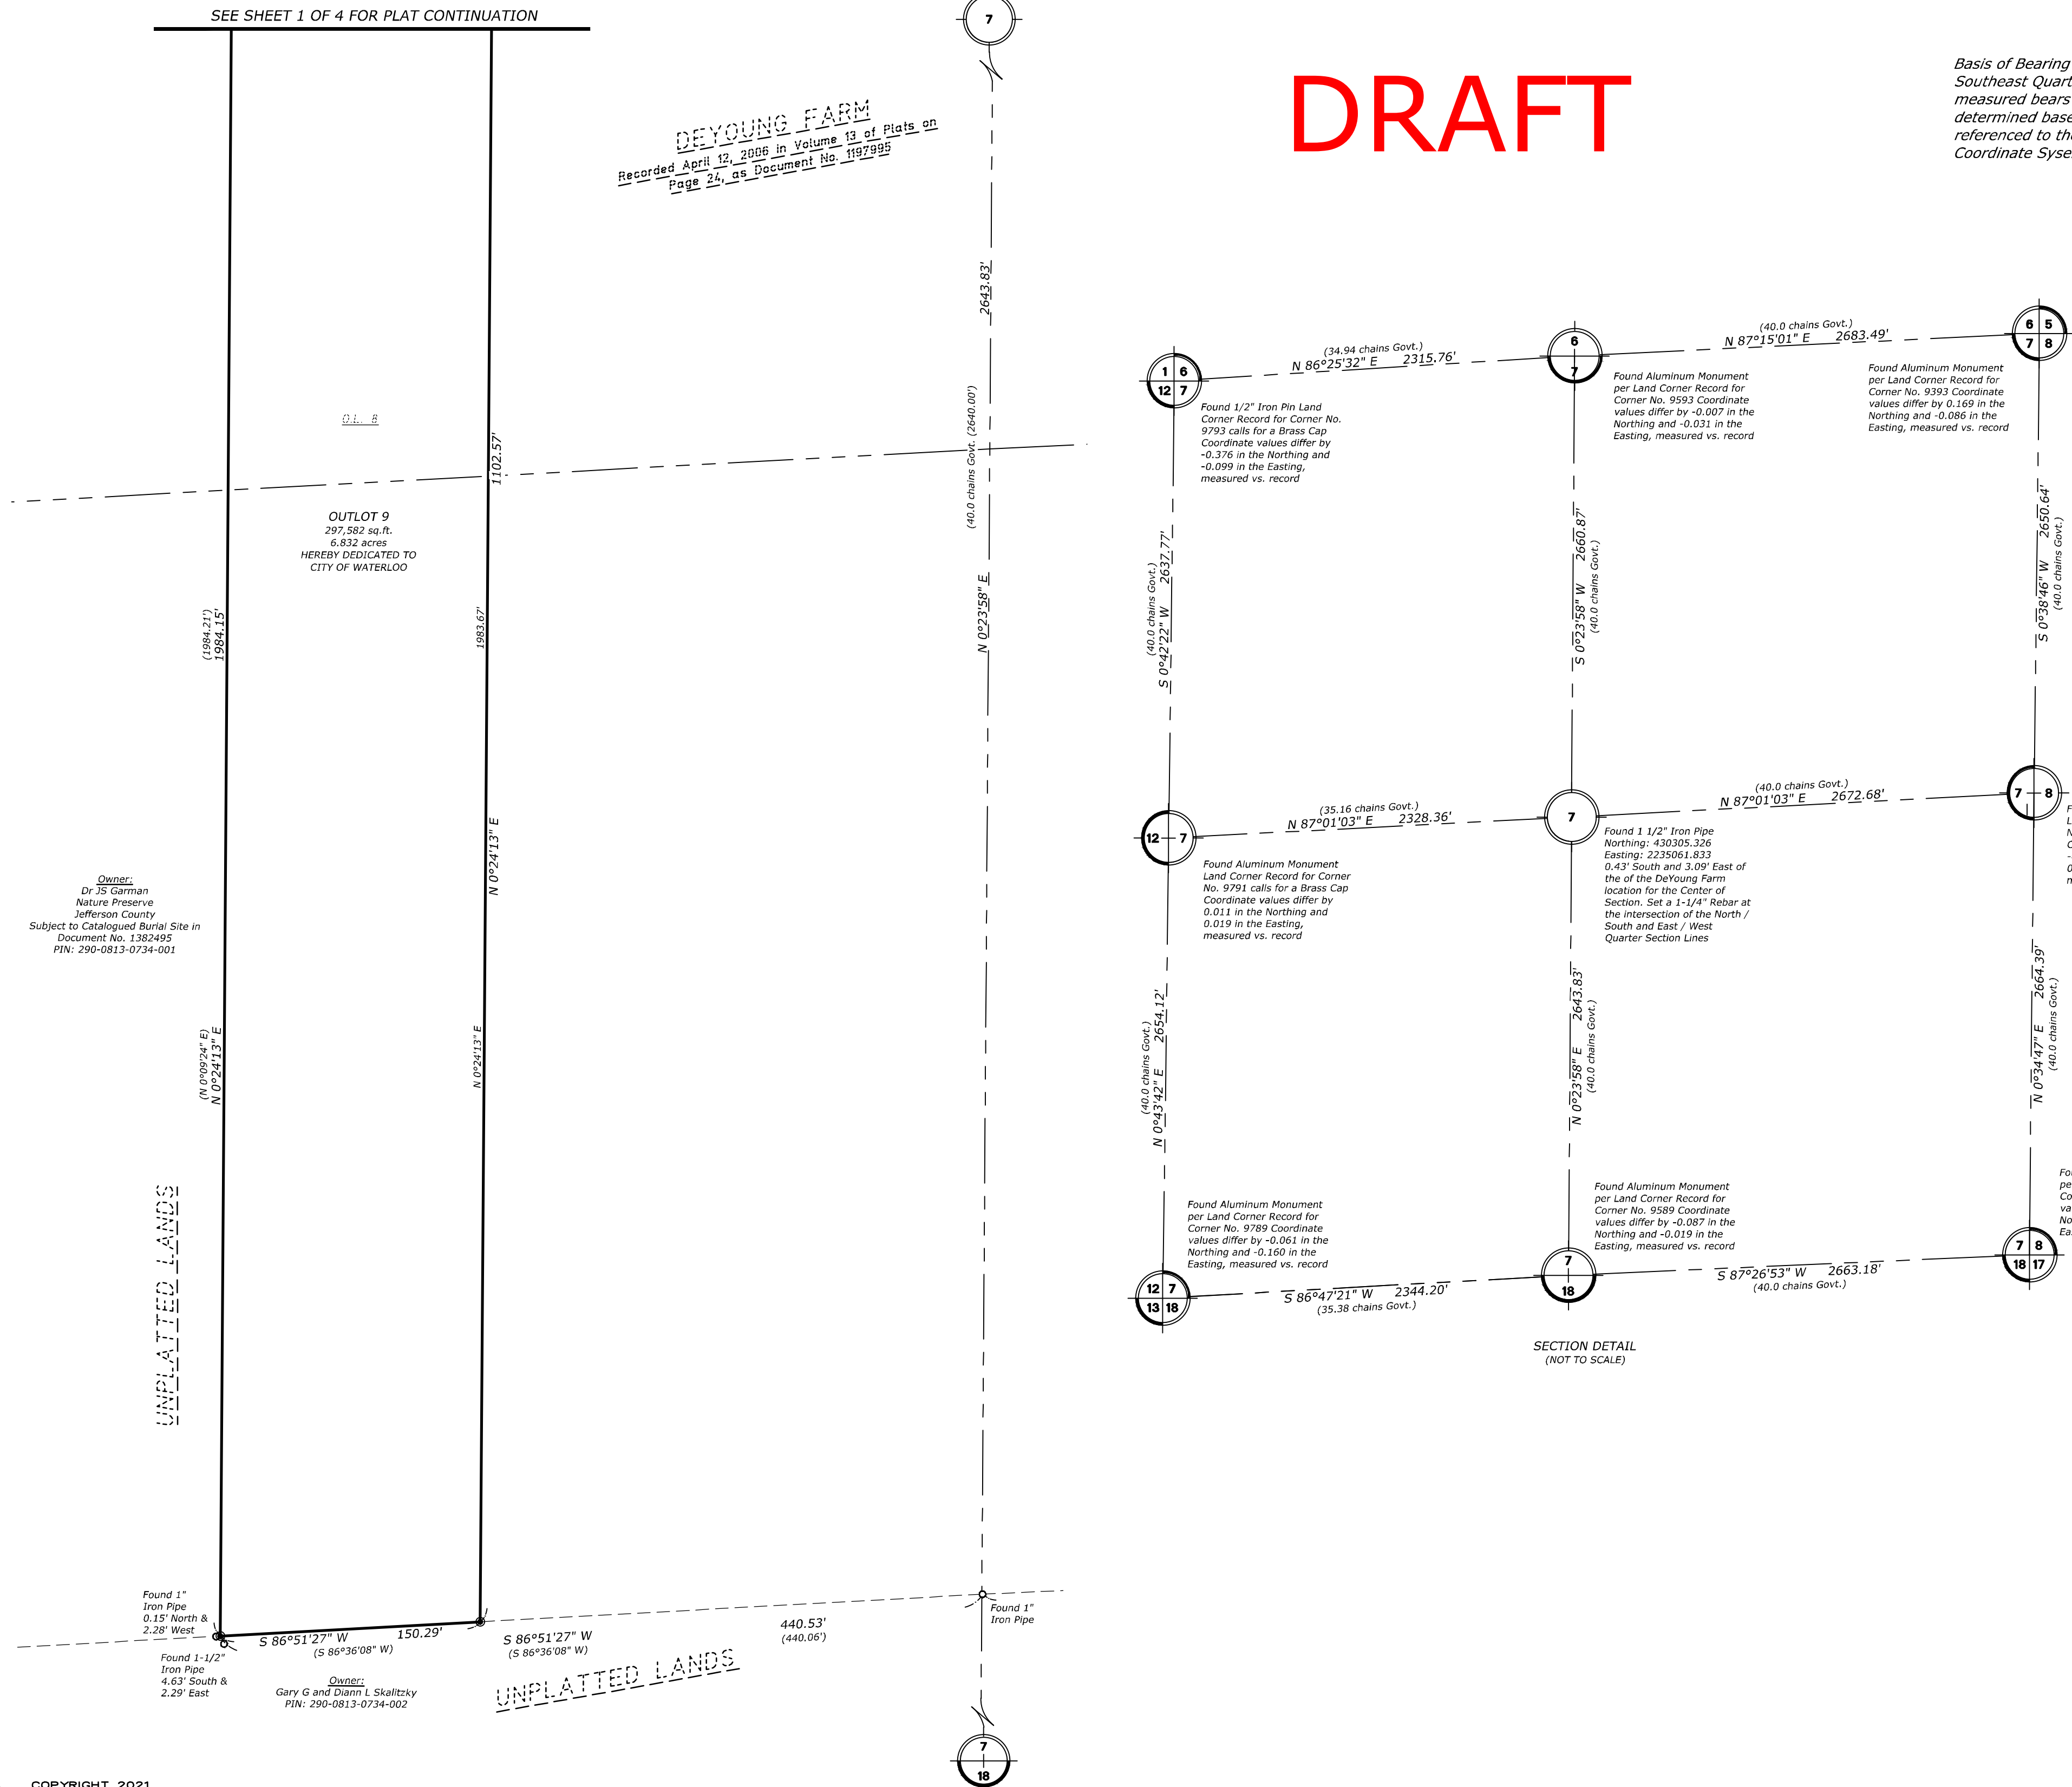 SEE SHEET 1 OF 4 FOR PLAT CONTINUATION
7
DRAFT
Basis of Bearing
Southeast Quart
measured bears
determined base
referenced to the
Coordinate Syse
DEYOUNG FARM
Recorded April 12, 2006 in Volume 13 of Plats on
Page 24, as Document No. 1197995
2643.83'
(40.0 chains Govt. (2640.00')
N 0°23'58" E
O.L. 8
1102.57'
OUTLOT 9
297,582 sq.ft.
6.832 acres
HEREBY DEDICATED TO
CITY OF WATERLOO
(1984.21')
1984.15'
1983.67'
N 0°24'13" E
Owner:
Dr JS Garman
Nature Preserve
Jefferson County
Subject to Catalogued Burial Site in
Document No. 1382495
PIN: 290-0813-0734-001
(N 0°09'24" E)
N 0°24'13" E
N 0°24'13" E
UNPLATTED LANDS
Found 1"
Iron Pipe
0.15' North &
2.28' West
S 86°51'27" W 150.29'
(S 86°36'08" W)
S 86°51'27" W
(S 86°36'08" W)
440.53'
(440.06')
Found 1"
Iron Pipe
Found 1-1/2"
Iron Pipe
4.63' South &
2.29' East
Owner:
Gary G and Diann L Skalitzky
PIN: 290-0813-0734-002
UNPLATTED LANDS
7
18
COPYRIGHT 2021
1 6
12 7
(34.94 chains Govt.)
N 86°25'32" E 2315.76'
6
7
(40.0 chains Govt.)
N 87°15'01" E 2683.49'
6 5
7 8
Found 1/2" Iron Pin Land
Corner Record for Corner No.
9793 calls for a Brass Cap
Coordinate values differ by
-0.376 in the Northing and
-0.099 in the Easting,
measured vs. record
Found Aluminum Monument
per Land Corner Record for
Corner No. 9593 Coordinate
values differ by -0.007 in the
Northing and -0.031 in the
Easting, measured vs. record
Found Aluminum Monument
per Land Corner Record for
Corner No. 9393 Coordinate
values differ by 0.169 in the
Northing and -0.086 in the
Easting, measured vs. record
(40.0 chains Govt.)
S 0°42'22" W 2637.77'
S 0°23'58" W 2660.87'
(40.0 chains Govt.)
S 0°38'46" W 2650.64'
(40.0 chains Govt.)
12 7
(35.16 chains Govt.)
N 87°01'03" E 2328.36'
7
(40.0 chains Govt.)
N 87°01'03" E 2672.68'
7 8
Found Aluminum Monument
Land Corner Record for Corner
No. 9791 calls for a Brass Cap
Coordinate values differ by
0.011 in the Northing and
0.019 in the Easting,
measured vs. record
Found 1 1/2" Iron Pipe
Northing: 430305.326
Easting: 2235061.833
0.43' South and 3.09' East of
the of the DeYoung Farm
location for the Center of
Section. Set a 1-1/4" Rebar at
the intersection of the North /
South and East / West
Quarter Section Lines
(40.0 chains Govt.)
N 0°43'42" E 2654.12'
N 0°23'58" E 2643.83'
(40.0 chains Govt.)
N 0°34'47" E 2664.39'
(40.0 chains Govt.)
Found Aluminum Monument
per Land Corner Record for
Corner No. 9789 Coordinate
values differ by -0.061 in the
Northing and -0.160 in the
Easting, measured vs. record
Found Aluminum Monument
per Land Corner Record for
Corner No. 9589 Coordinate
values differ by -0.087 in the
Northing and -0.019 in the
Easting, measured vs. record
Fou
pe
Co
va
No
Ea
12 7
13 18
S 86°47'21" W 2344.20'
(35.38 chains Govt.)
7
18
S 87°26'53" W 2663.18'
(40.0 chains Govt.)
7 8
18 17
SECTION DETAIL
(NOT TO SCALE)